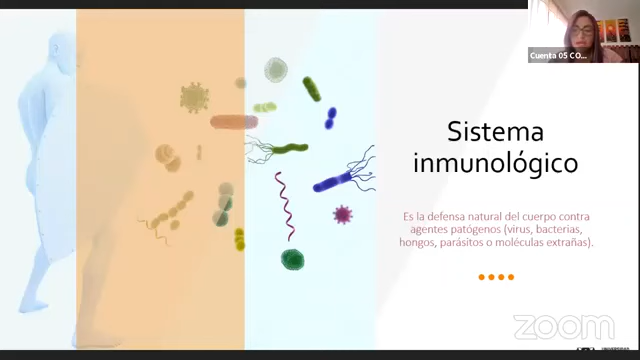 Cuenta 05 CO...
Sistema
inmunológico
Es la defensa natural del cuerpo contra
agentes patógenos (virus, bacterias,
hongos, parásitos o moléculas extrañas).
zoom